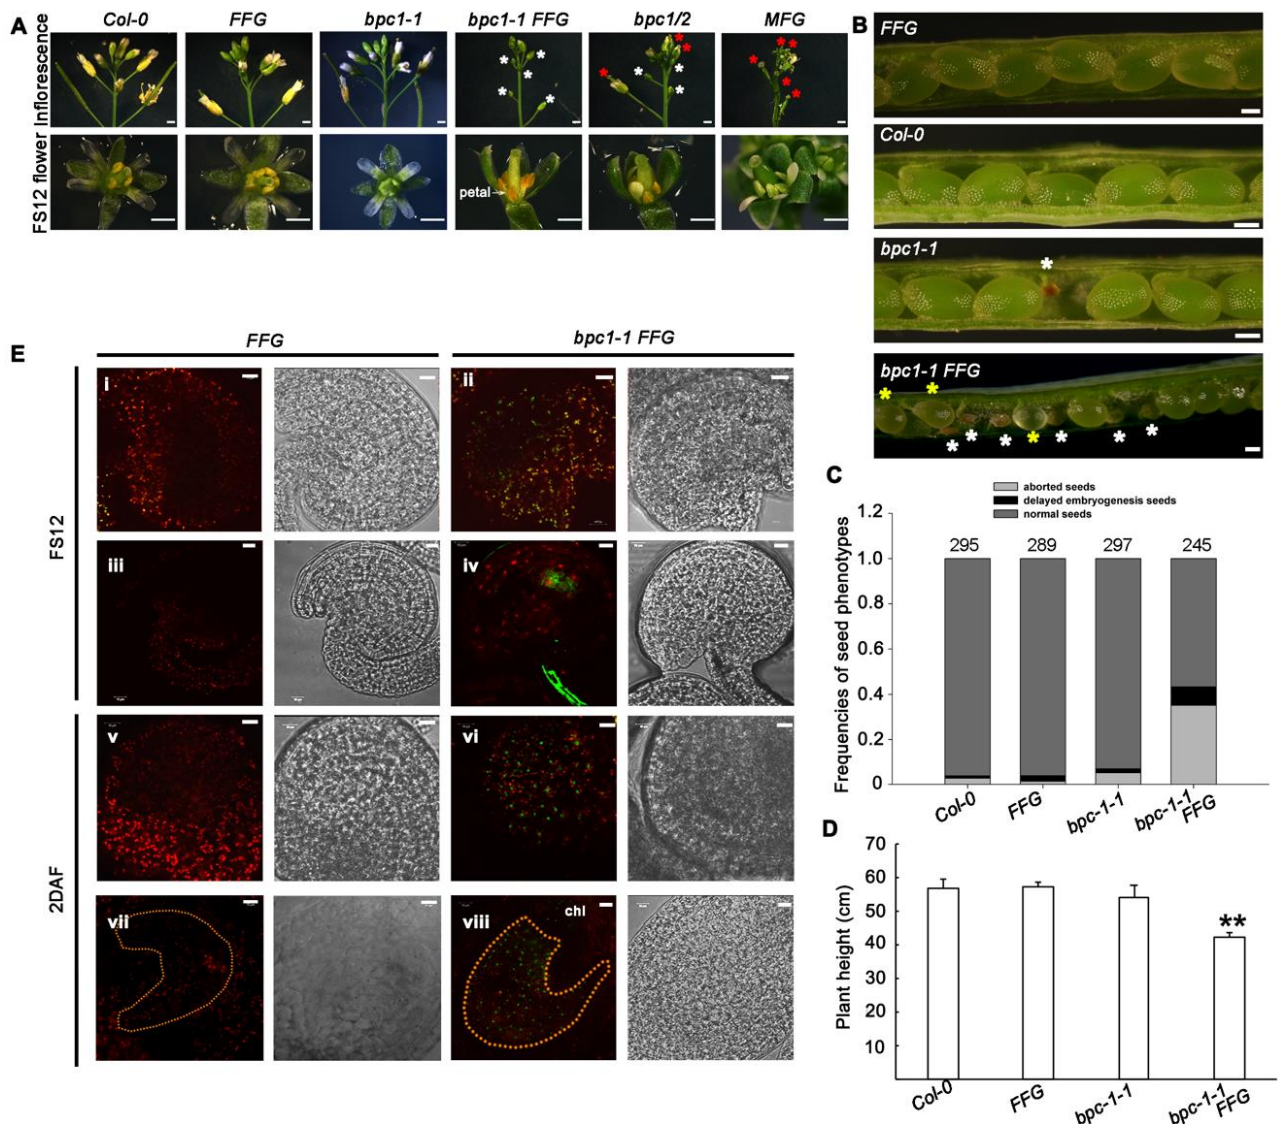 A
Inflorescence
FS12 flower
Col-0
FFG
bpc1-1
bpc1-1 FFG
bpc1/2
MFG
petal
B
FFG
Col-0
bpc1-1
bpc1-1 FFG
C
aborted seeds
delayed embryogenesis seeds
normal seeds
Frequencies of seed phenotypes
1.2
1.0
0.8
0.6
0.4
0.2
0
295
289
297
245
Col-0
FFG
bpc-1-1
bpc-1-1
FFG
D
Plant height (cm)
70
60
50
40
30
20
10
**
Col-0
FFG
bpc-1-1
bpc-1-1
FFG
E
FFG
bpc1-1 FFG
FS12
2DAF
i
ii
iii
iv
v
vi
vii
viii
chl